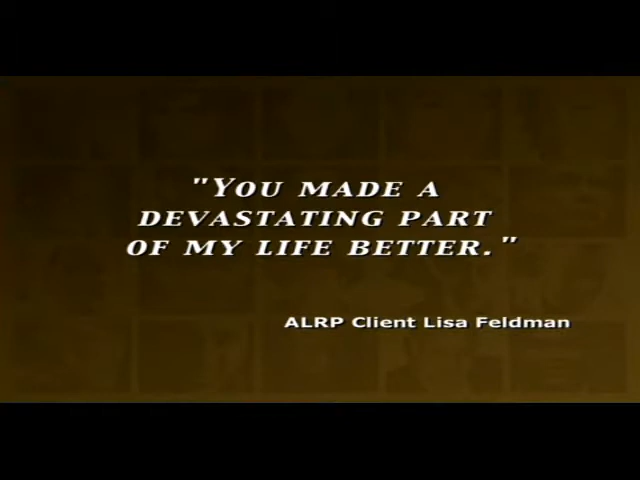 "YOU MADE A
DEVASTATING PART
OF MY LIFE BETTER."
ALRP Client Lisa Feldman